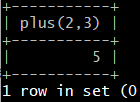 +-----------+
| plus(2,3) |
+-----------+
|         5 |
+-----------+
1 row in set (0